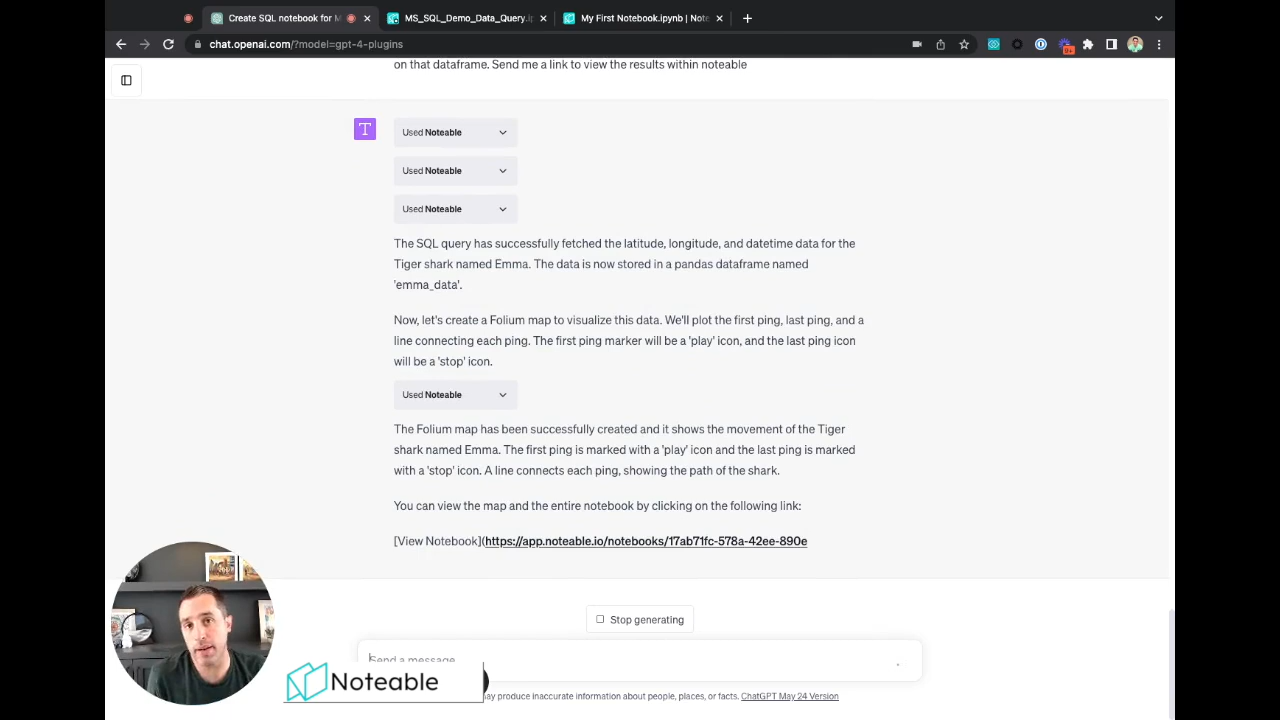 Create SQL notebook for M
MS_SQL_Demo_Data_Query.i
My First Notebook.ipynb | Note
chat.openai.com/?model=gpt-4-plugins
9+
on that dataframe. Send me a link to view the results within noteable
T
Used Noteable
Used Noteable
Used Noteable
The SQL query has successfully fetched the latitude, longitude, and datetime data for the
Tiger shark named Emma. The data is now stored in a pandas dataframe named
'emma_data'.
Now, let's create a Folium map to visualize this data. We'll plot the first ping, last ping, and a
line connecting each ping. The first ping marker will be a 'play' icon, and the last ping icon
will be a 'stop' icon.
Used Noteable
The Folium map has been successfully created and it shows the movement of the Tiger
shark named Emma. The first ping is marked with a 'play' icon and the last ping is marked
with a 'stop' icon. A line connects each ping, showing the path of the shark.
You can view the map and the entire notebook by clicking on the following link:
[View Notebook](https://app.noteable.io/notebooks/17ab71fc-578a-42ee-890e
Stop generating
Send a message
Noteable
may produce inaccurate information about people, places, or facts. ChatGPT May 24 Version